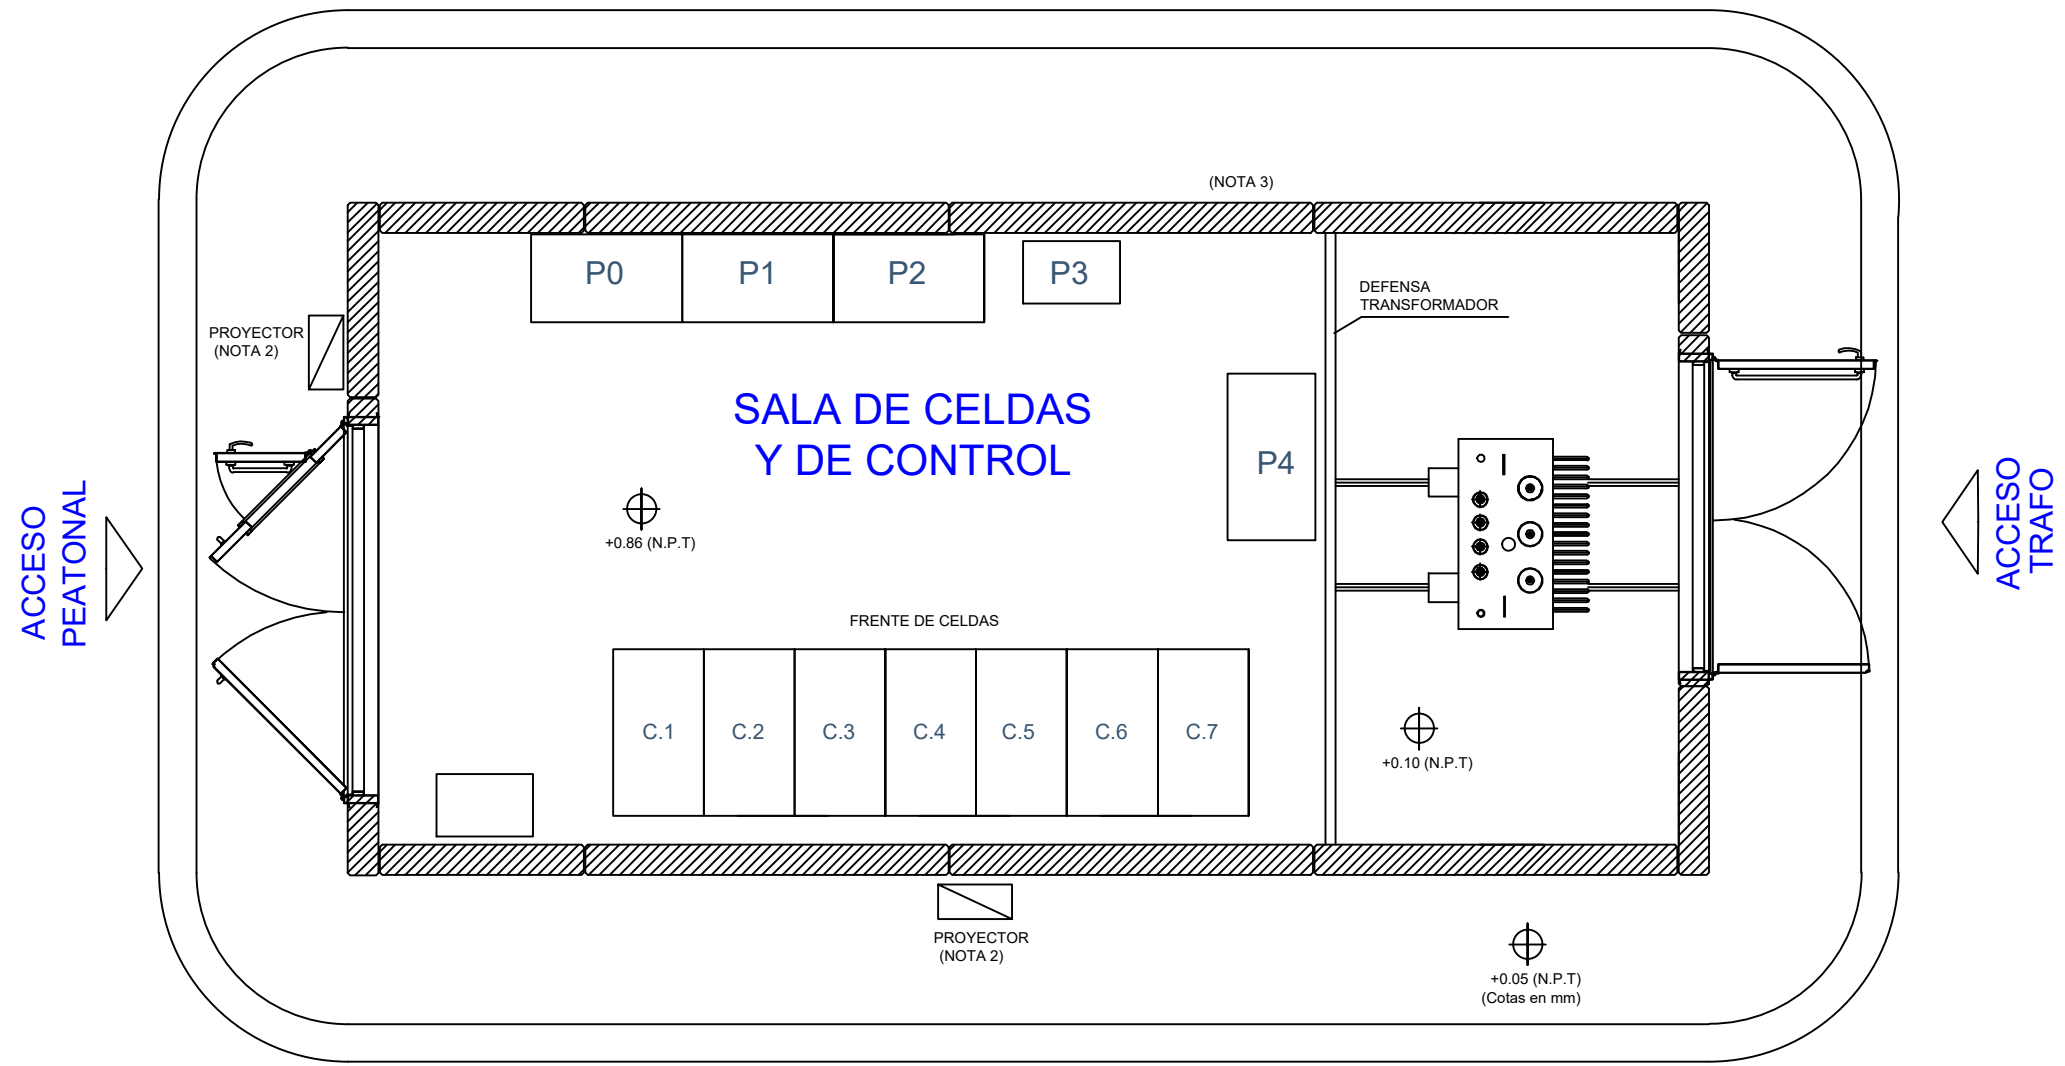 (NOTA 3)
P0
P1
P2
P3
DEFENSA
TRANSFORMADOR
PROYECTOR
(NOTA 2)
SALA DE CELDAS
Y DE CONTROL
P4
ACCESO
PEATONAL
ACCESO
TRAFO
+0.86 (N.P.T)
FRENTE DE CELDAS
C.1
C.2
C.3
C.4
C.5
C.6
C.7
+0.10 (N.P.T)
PROYECTOR
(NOTA 2)
+0.05 (N.P.T)
(Cotas en mm)